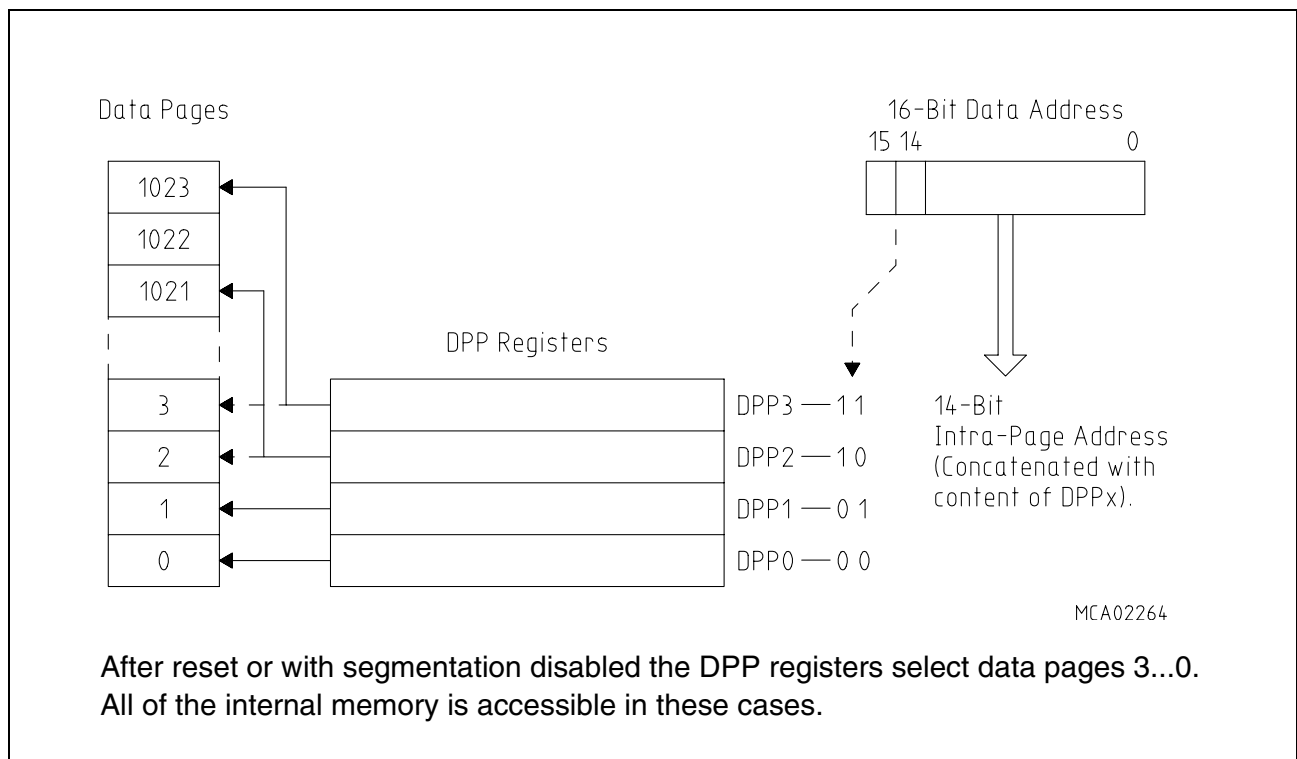 Data Pages
16-Bit Data Address
15 14 0
1023
1022
1021
DPP Registers
3
DPP3 — 1 1
2
DPP2 — 1 0
1
DPP1 — 0 1
0
DPP0 — 0 0
14-Bit
Intra-Page Address
(Concatenated with
content of DPPx).
MCA02264
After reset or with segmentation disabled the DPP registers select data pages 3...0.
All of the internal memory is accessible in these cases.